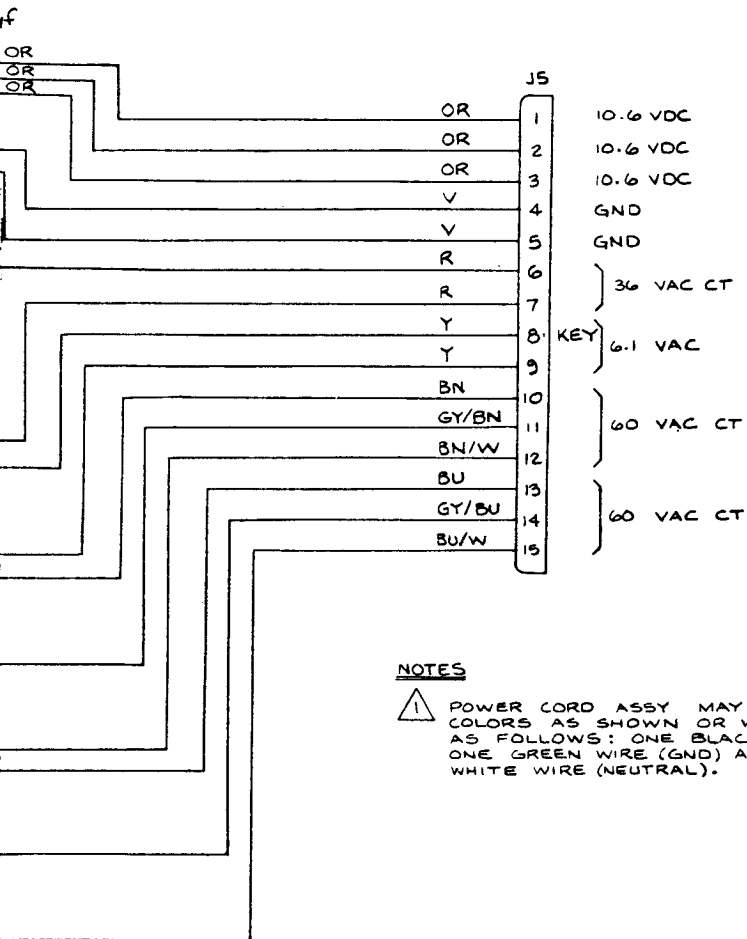 OR
OR
OR
J5
OR 1 10.6 VDC
OR 2 10.6 VDC
OR 3 10.6 VDC
V 4 GND
V 5 GND
R 6
36 VAC CT
R 7
Y 8 KEY
6.1 VAC
Y 9
BN 10
GY/BN 11 60 VAC CT
BN/W 12
BU 13
GY/BU 14 60 VAC CT
BU/W 15
NOTES
1 POWER CORD ASSY MAY
COLORS AS SHOWN OR
AS FOLLOWS: ONE BLAC
ONE GREEN WIRE (GND) A
WHITE WIRE (NEUTRAL).